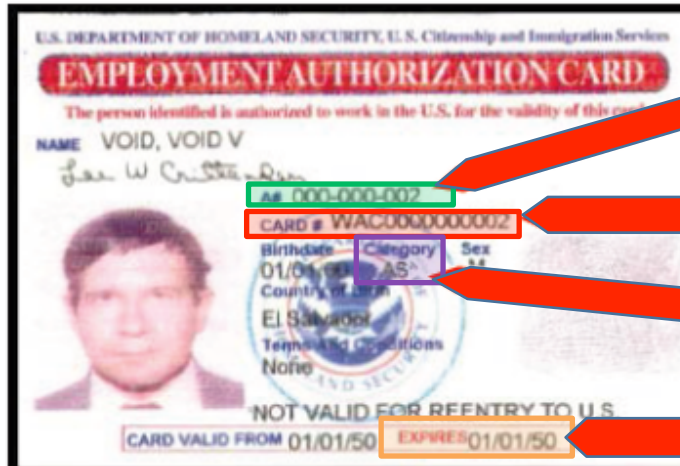 U.S. DEPARTMENT OF HOMELAND SECURITY, U.S. Citizenship and Immigration Services
EMPLOYMENT AUTHORIZATION CARD
The person identified is authorized to work in the U.S. for the validity of this card
NAME VOID, VOID V
A# 000-000-002
CARD # WAC0000000002
Birthdate Category Sex
Country of Birth
El Salvador
Terms And Conditions
None
NOT VALID FOR REENTRY TO U.S.
CARD VALID FROM 01/01/50 EXPIRES 01/01/50